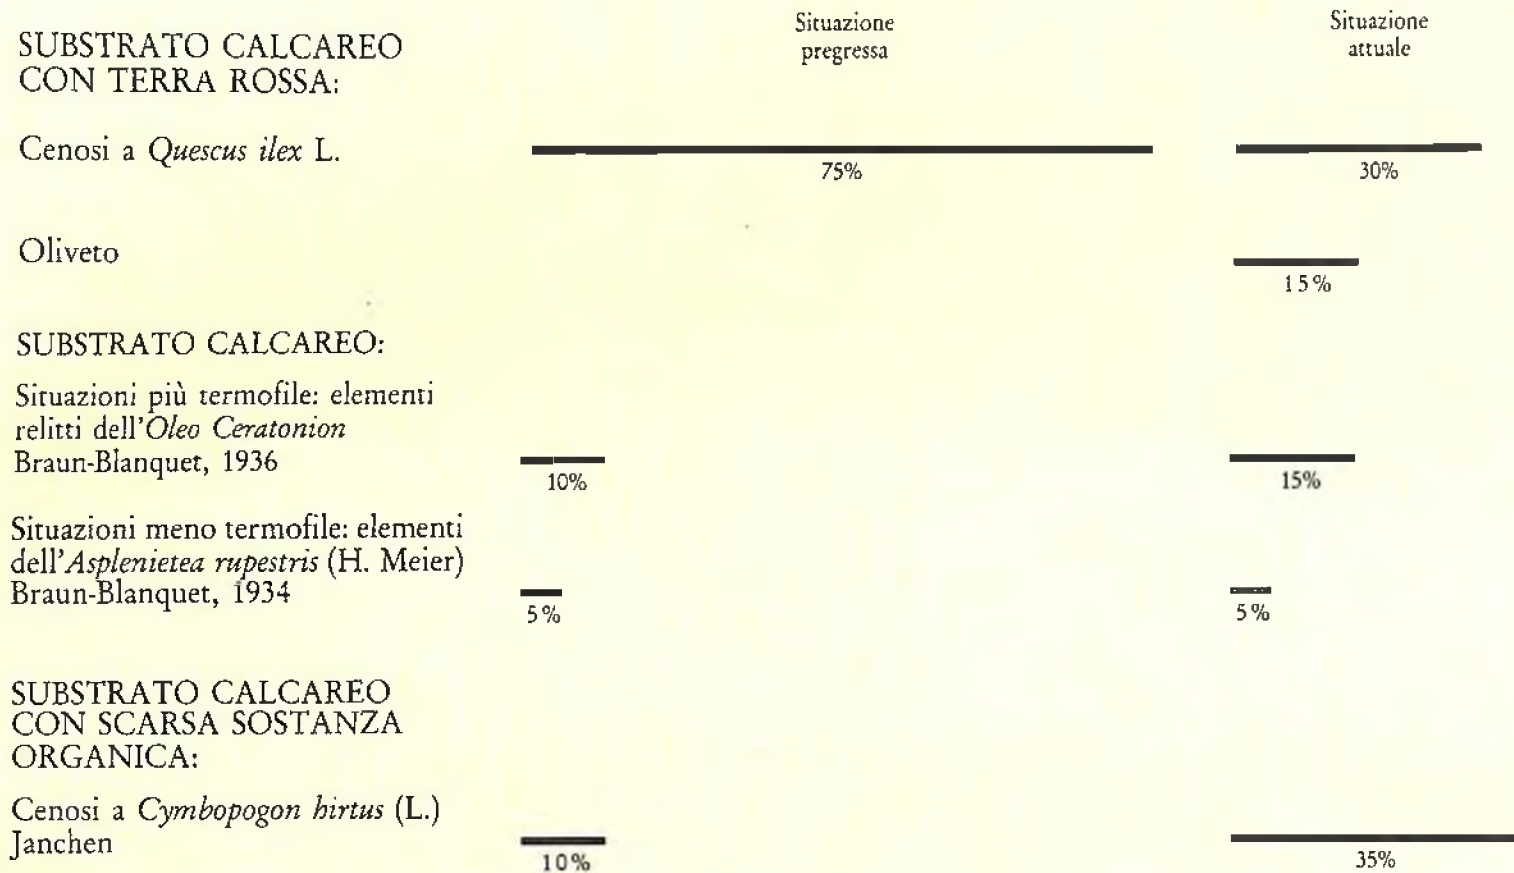 Situazione
pregressa
Situazione
attuale
SUBSTRATO CALCAREO
CON TERRA ROSSA:
Cenosi a Quescus ilex L.
75%
30%
Oliveto
15%
SUBSTRATO CALCAREO:
Situazioni più termofile: elementi
relitti dell'Oleo Ceratonion
Braun-Blanquet, 1936
10%
15%
Situazioni meno termofile: elementi
dell'Asplenietea rupestris (H. Meier)
Braun-Blanquet, 1934
5%
5%
SUBSTRATO CALCAREO
CON SCARSA SOSTANZA
ORGANICA:
Cenosi a Cymbopogon hirtus (L.)
Janchen
10%
35%